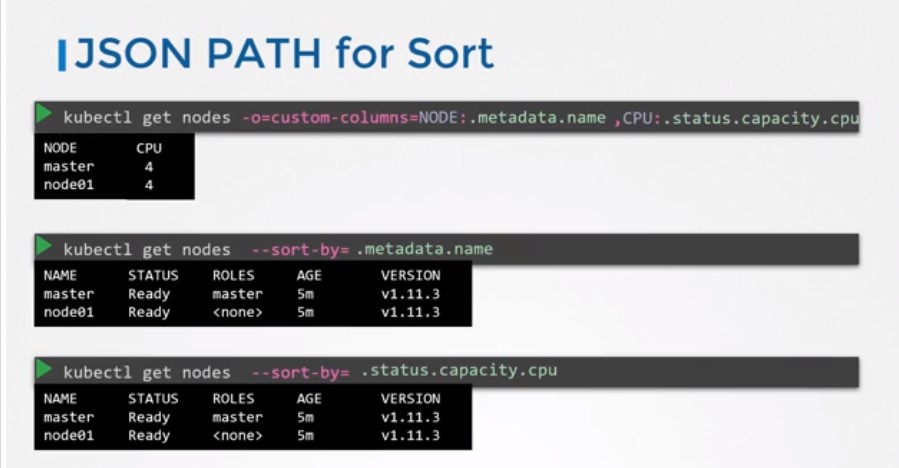 JSON PATH for Sort
kubectl get nodes -o=custom-columns=NODE:.metadata.name ,CPU:.status.capacity.cpu
NODE CPU
master 4
node01 4
kubectl get nodes --sort-by= .metadata.name
NAME STATUS ROLES AGE VERSION
master Ready master 5m v1.11.3
node01 Ready <none> 5m v1.11.3
kubectl get nodes --sort-by= .status.capacity.cpu
NAME STATUS ROLES AGE VERSION
master Ready master 5m v1.11.3
node01 Ready <none> 5m v1.11.3